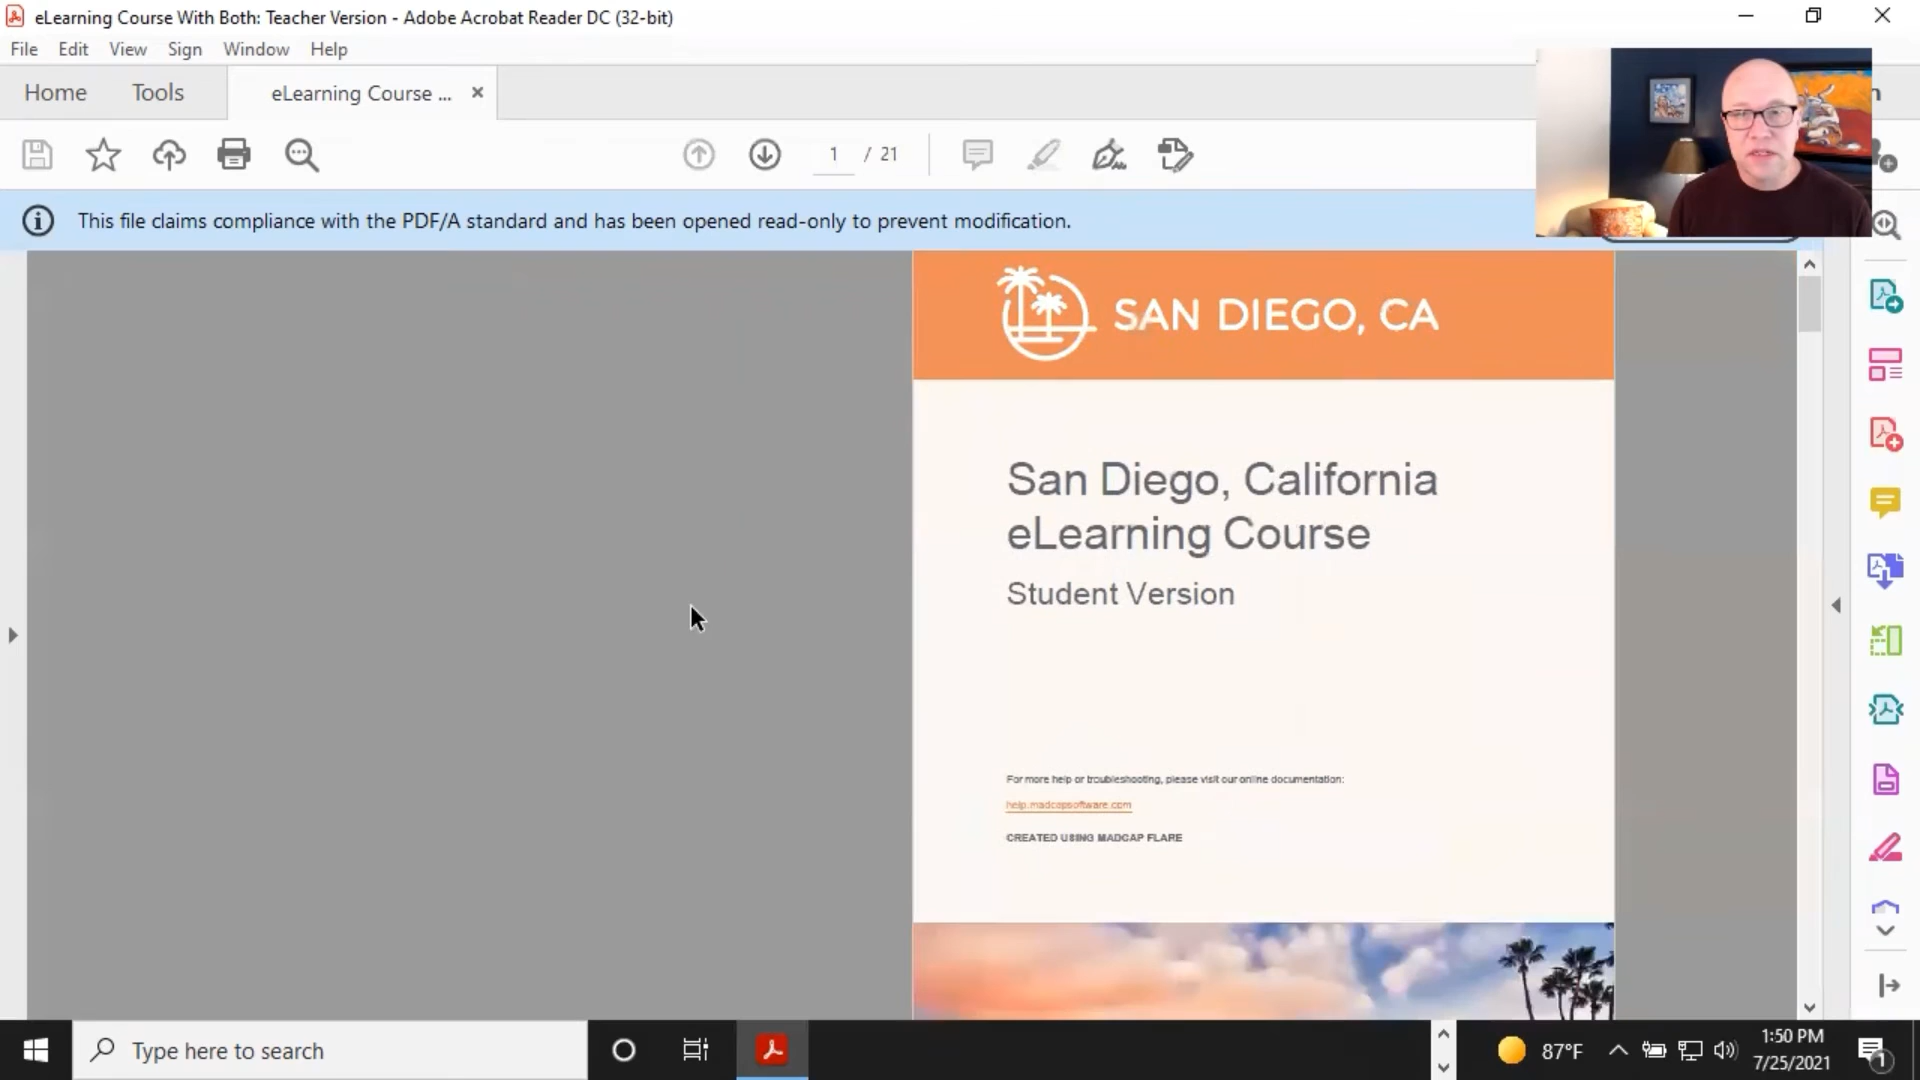 eLearning Course With Both: Teacher Version - Adobe Acrobat Reader DC (32-bit)
File Edit View Sign Window Help
Home Tools eLearning Course ...
1 / 21
This file claims compliance with the PDF/A standard and has been opened read-only to prevent modification.
SAN DIEGO, CA
San Diego, California
eLearning Course
Student Version
For more help or troubleshooting, please visit our online documentation:
help.madcapsoftware.com
CREATED USING MADCAP FLARE
Type here to search
87°F
1:50 PM
7/25/2021
1